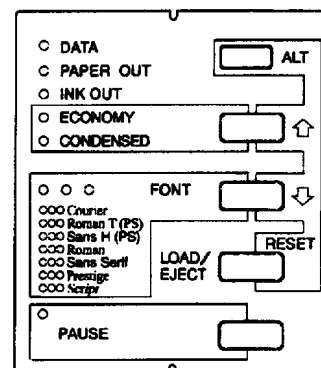 DATA
ALT
PAPER OUT
INK OUT
ECONOMY
CONDENSED
FONT
Courier
Roman T (PS)
Sans H (PS)
Roman
Sans Serif
Prestige
Script
RESET
LOAD/
EJECT
PAUSE